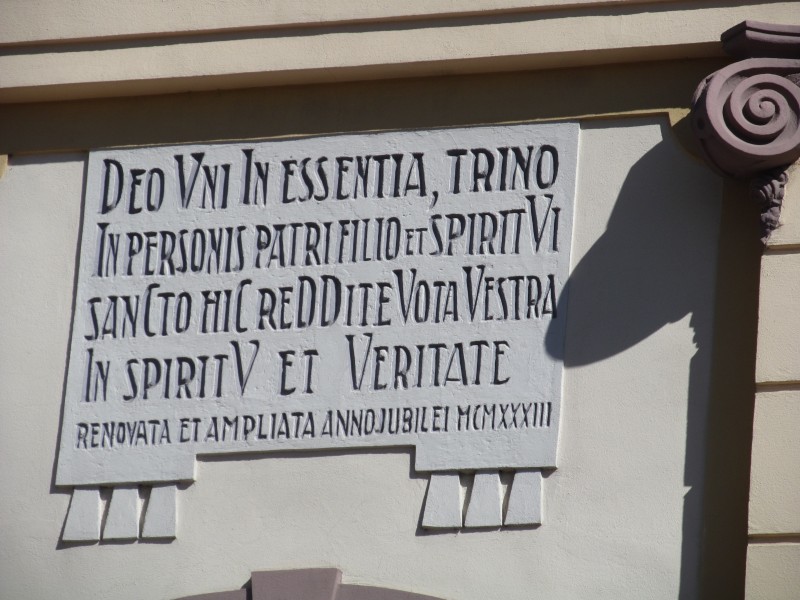 DEO VNI IN ESSENTIA, TRINO
IN PERSONIS PATRI FILIO ET SPIRITVI
SANCTO HIC REDDITE VOTA VESTRA
IN SPIRITV ET VERITATE
RENOVATA ET AMPLIATA ANNO JUBILEI MCMXXXIII